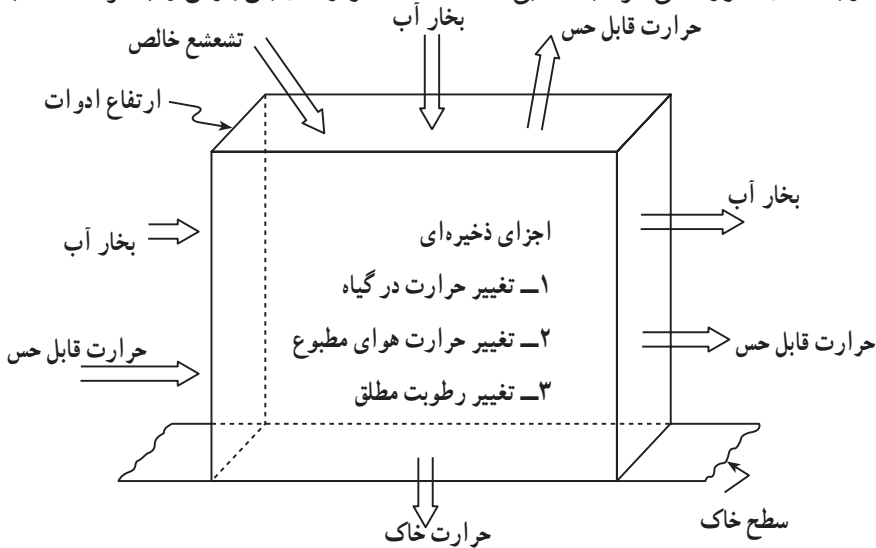 بخار آب
حرارت قابل حس
تشعشع خالص
ارتفاع ادوات
بخار آب
بخار آب
اجزای ذخیره‌ای
۱ــ تغییر حرارت در گیاه
۲ــ تغییر حرارت هوای مطبوع
۳ــ تغییر رطوبت مطلق
حرارت قابل حس
حرارت قابل حس
حرارت خاک
سطح خاک